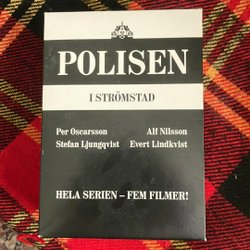 POLISEN
I STRÖMSTAD
Per Oscarsson Alf Nilsson
Stefan Ljungqvist Evert Lindkvist
HELA SERIEN – FEM FILMER!